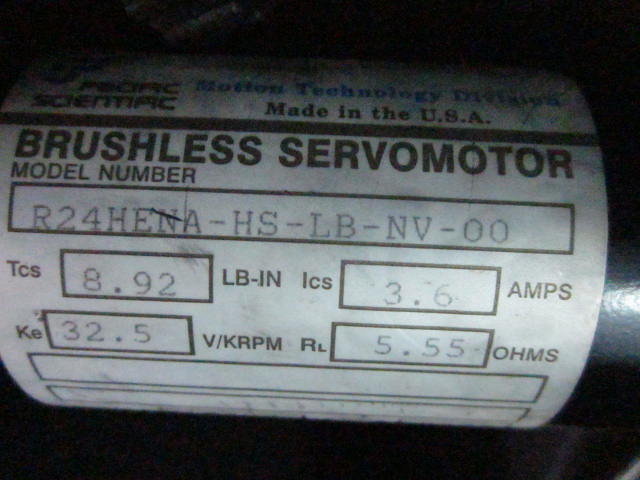 PACIFIC
SCIENTIFIC
Motion Technology Division
Made in the U.S.A.
BRUSHLESS SERVOMOTOR
MODEL NUMBER
R24HENA-HS-LB-NV-00
Tcs 8.92 LB-IN Ics 3.6 AMPS
Ke 32.5 V/KRPM RL 5.55 OHMS